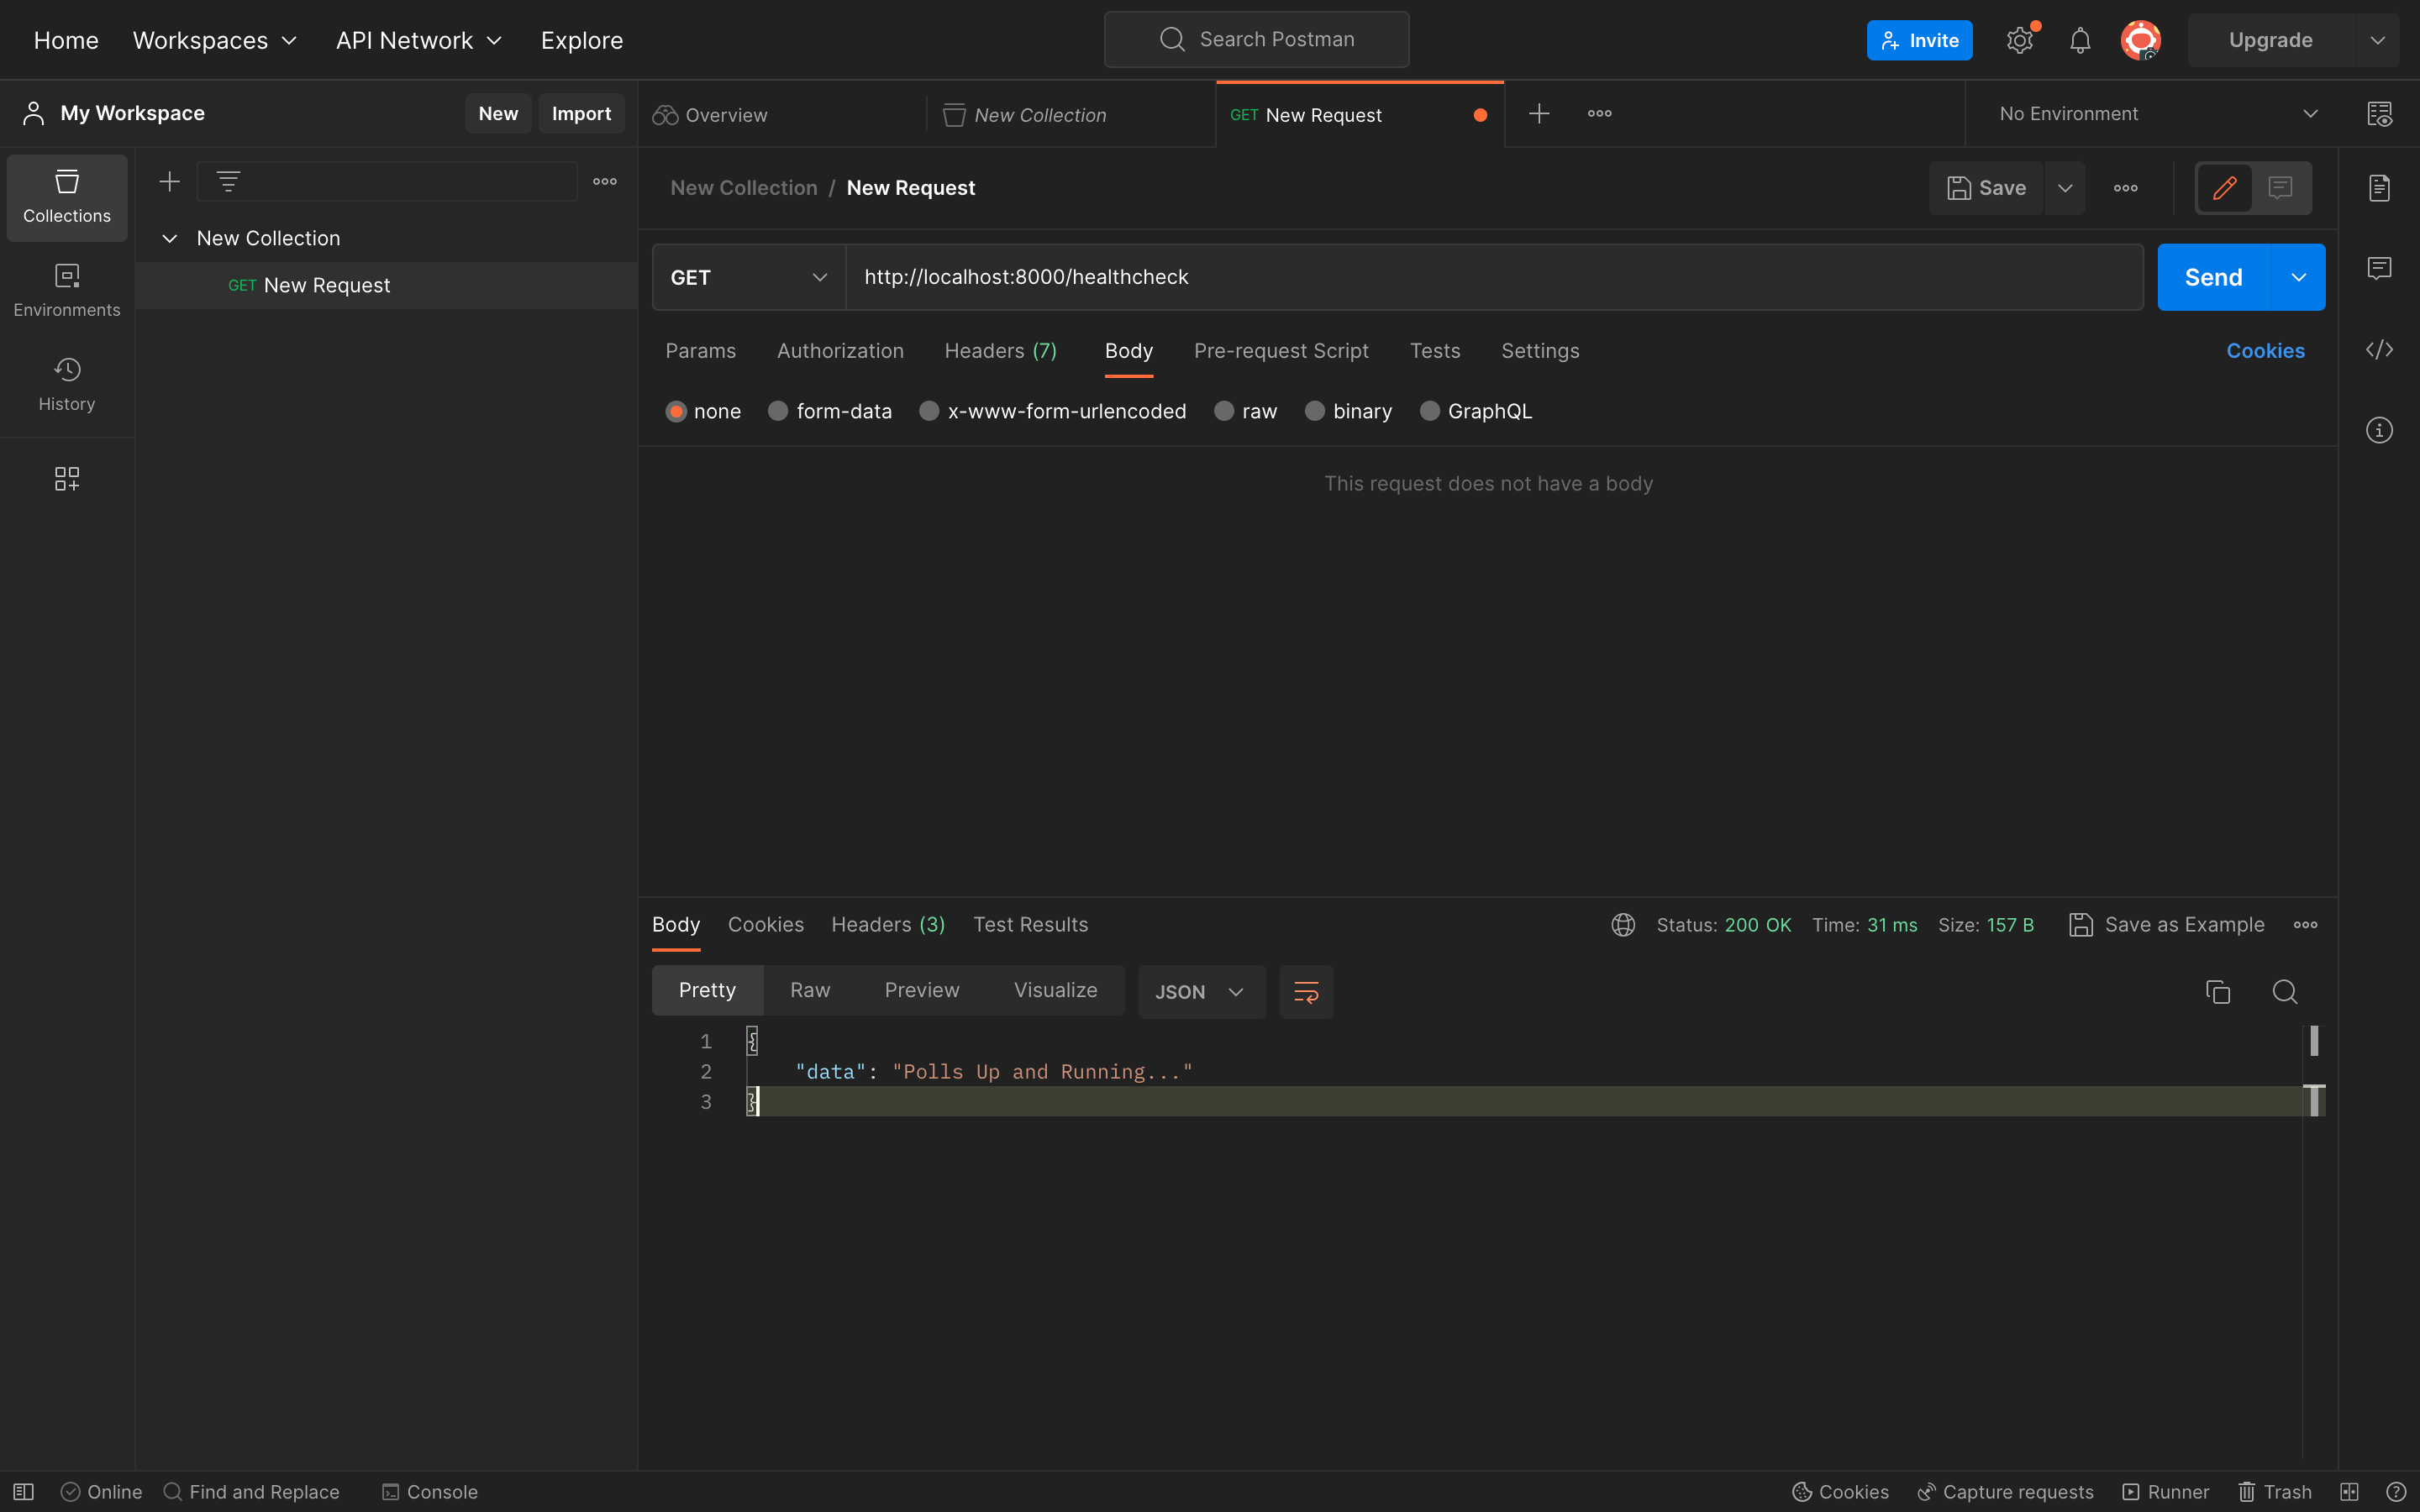 Home Workspaces API Network Explore Search Postman Invite Upgrade
My Workspace New Import Overview New Collection GET New Request No Environment
Collections
Environments
History
New Collection
GET New Request
New Collection / New Request Save
GET http://localhost:8000/healthcheck Send
Params Authorization Headers (7) Body Pre-request Script Tests Settings Cookies
none form-data x-www-form-urlencoded raw binary GraphQL
This request does not have a body
Body Cookies Headers (3) Test Results Status: 200 OK Time: 31 ms Size: 157 B Save as Example
Pretty Raw Preview Visualize JSON
1 {
2 "data": "Polls Up and Running..."
3 }
Online Find and Replace Console Cookies Capture requests Runner Trash